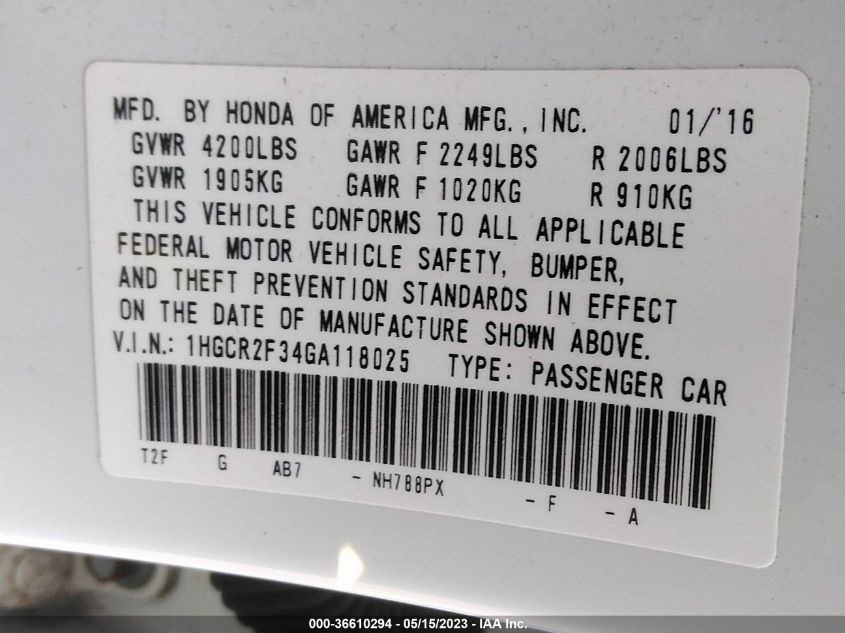 MFD. BY HONDA OF AMERICA MFG., INC. 01/'16
GVWR 4200LBS GAWR F 2249LBS R 2006LBS
GVWR 1905KG GAWR F 1020KG R 910KG
THIS VEHICLE CONFORMS TO ALL APPLICABLE
FEDERAL MOTOR VEHICLE SAFETY, BUMPER,
AND THEFT PREVENTION STANDARDS IN EFFECT
ON THE DATE OF MANUFACTURE SHOWN ABOVE.
V.I.N.: 1HGCR2F34GA118025 TYPE: PASSENGER CAR
T2F G AB7 - NH788PX - F - A
000-36610294 - 05/15/2023 - IAA Inc.